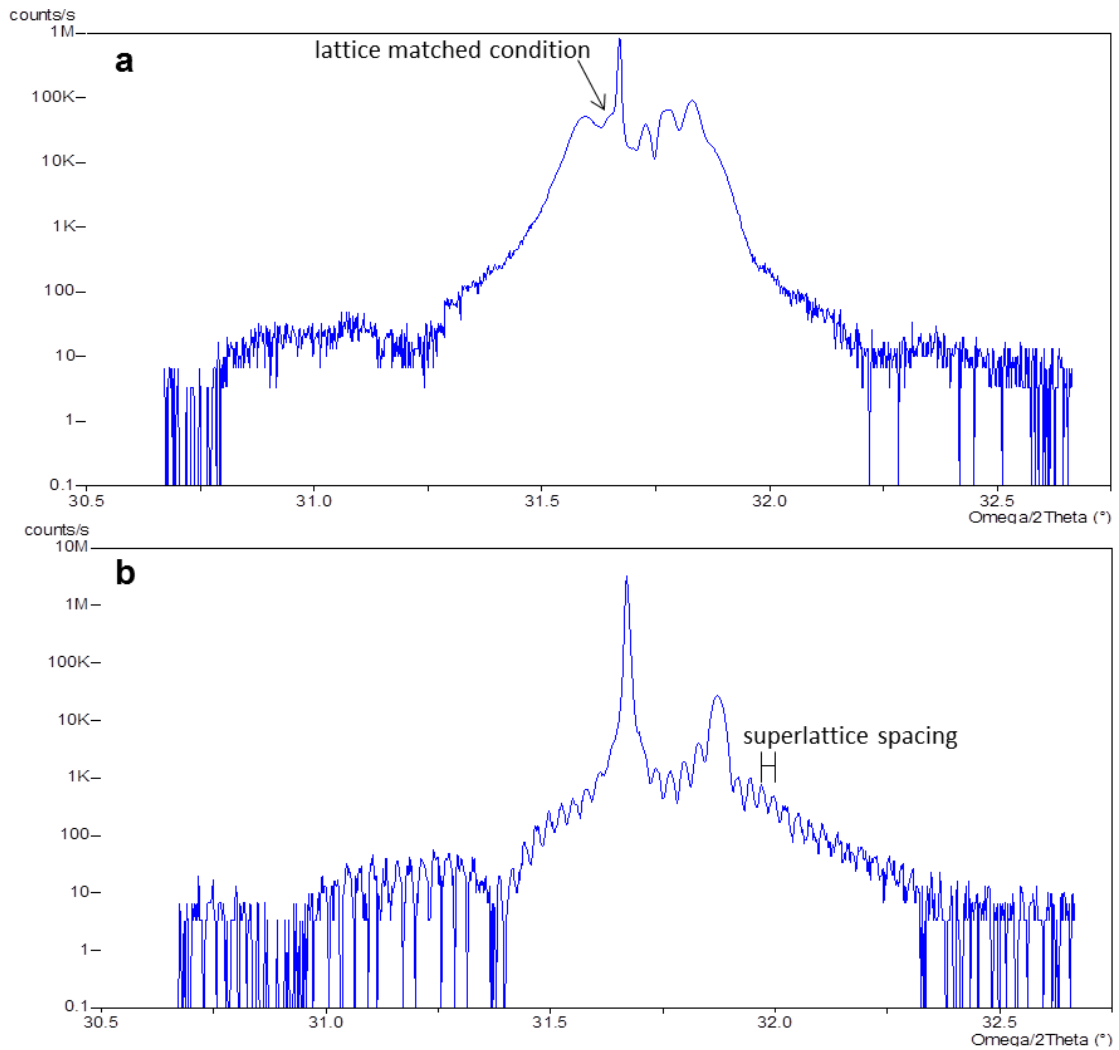 counts/s
1M
a
lattice matched condition
100K
10K
1K
100
10
1
0.1
30.5 31.0 31.5 32.0 32.5
Omega/2Theta (°)
counts/s
10M
b
1M
100K
10K
superlattice spacing
1K
100
10
1
0.1
30.5 31.0 31.5 32.0 32.5
Omega/2Theta (°)